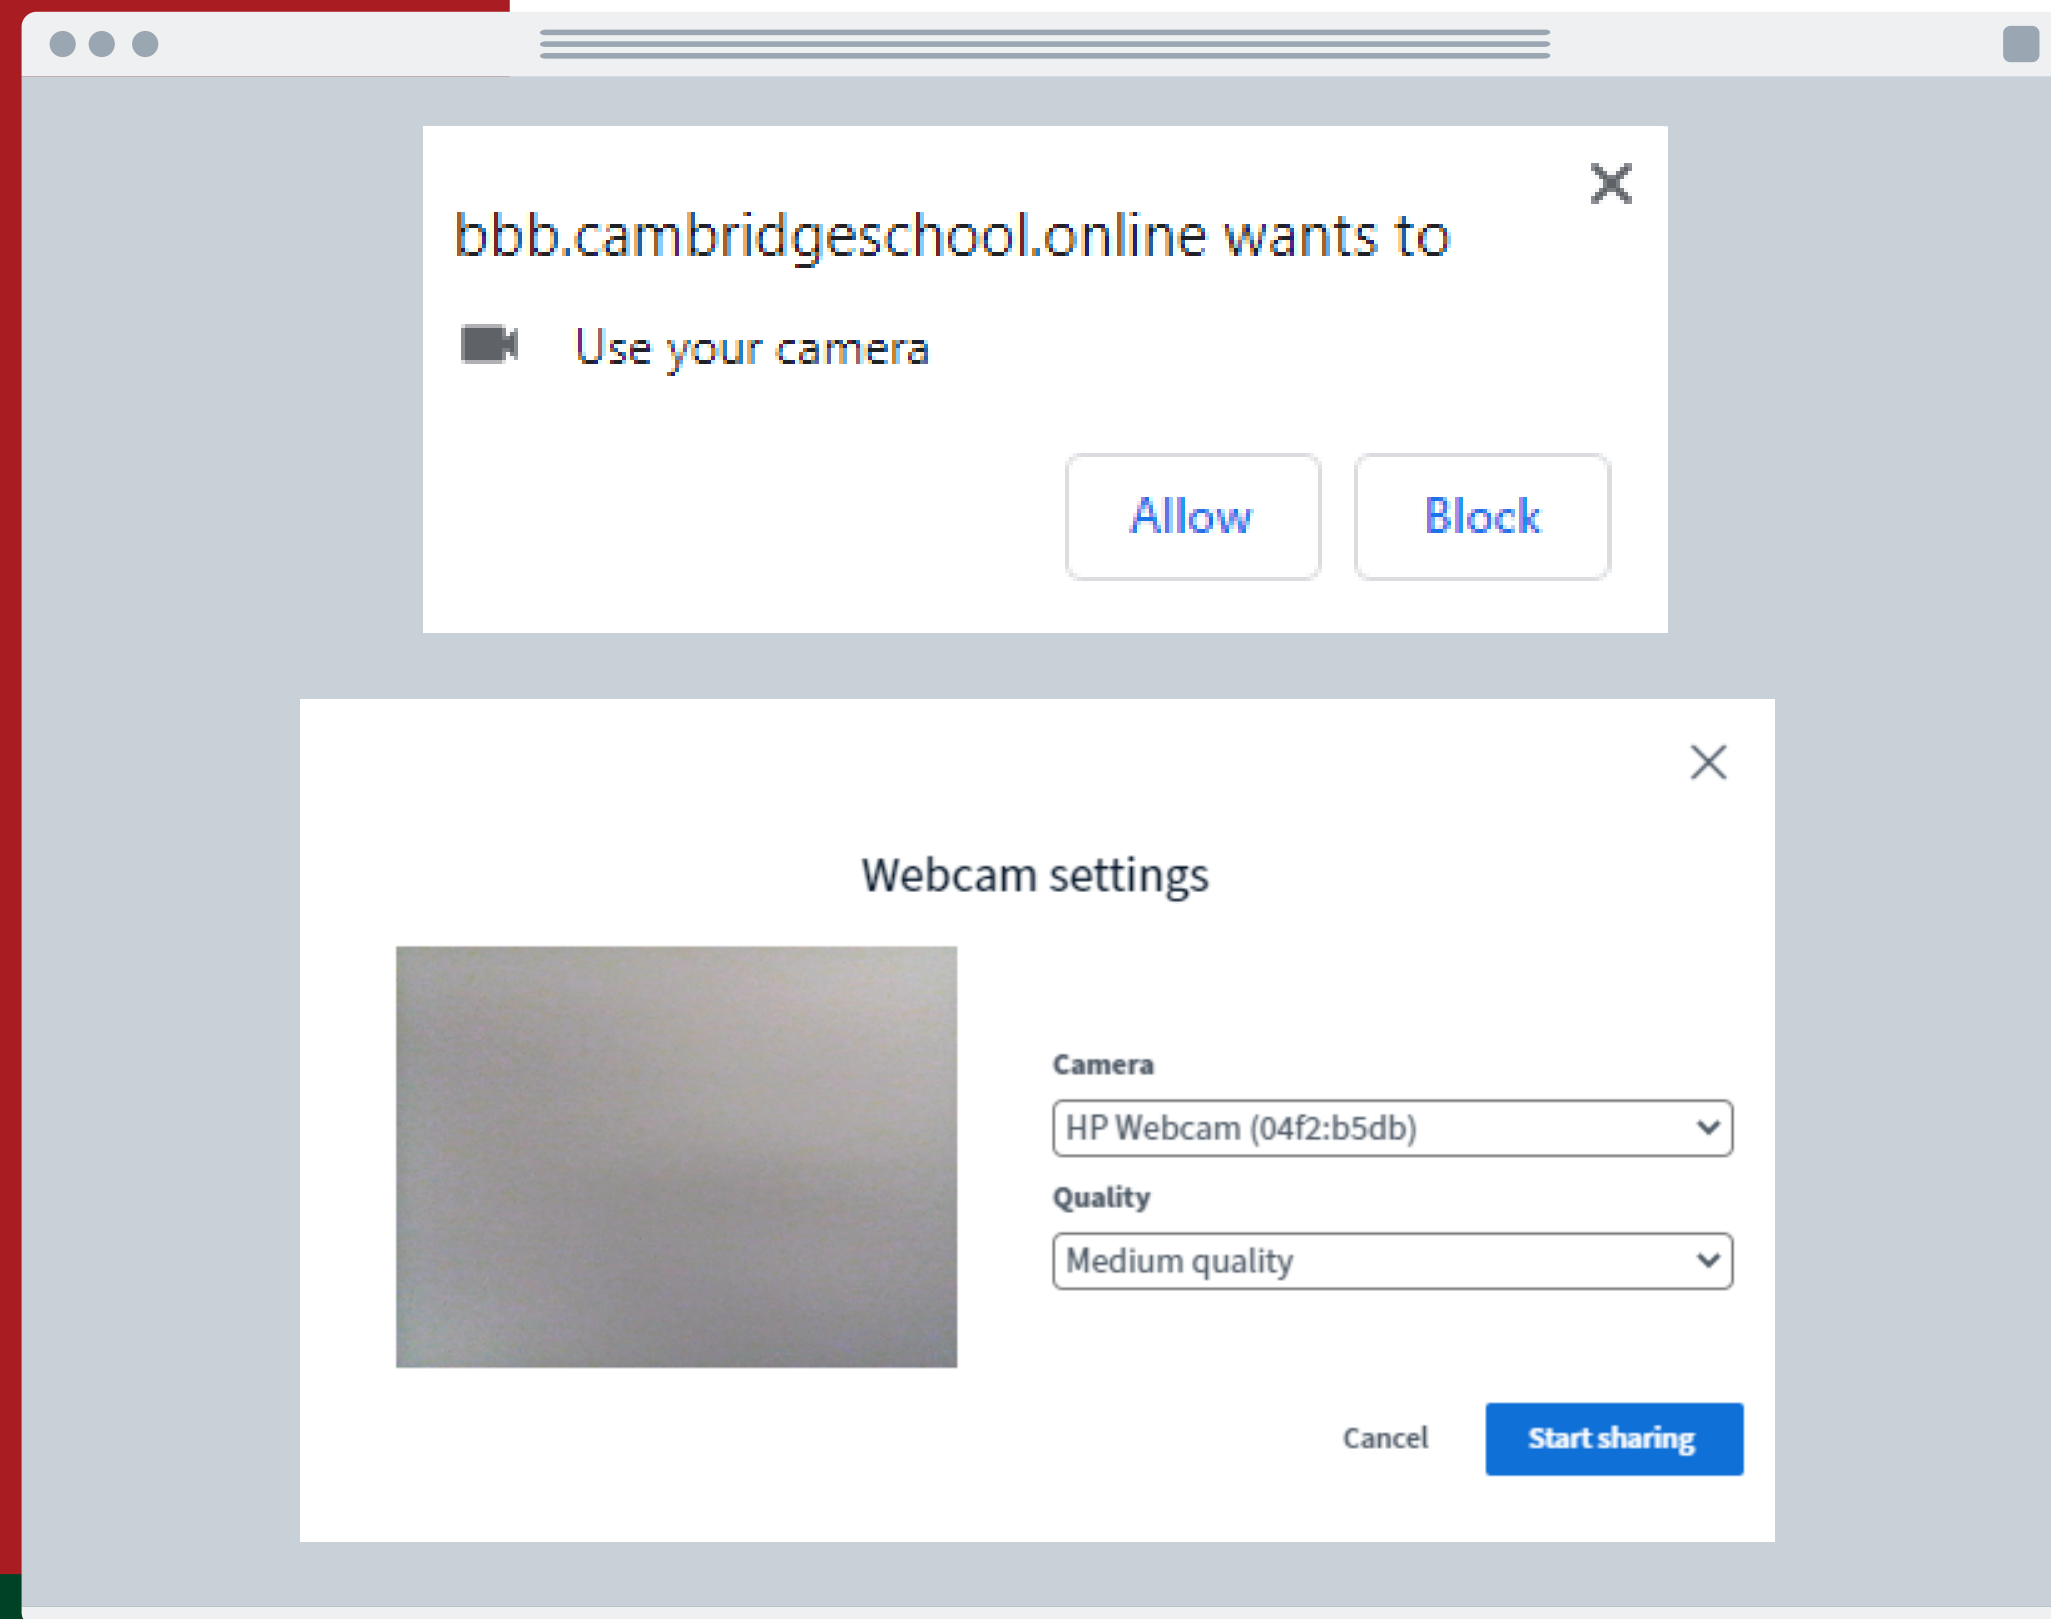 bbb.cambridgeschool.online wants to
Use your camera
Allow
Block
Webcam settings
Camera
HP Webcam (04f2:b5db)
Quality
Medium quality
Cancel
Start sharing